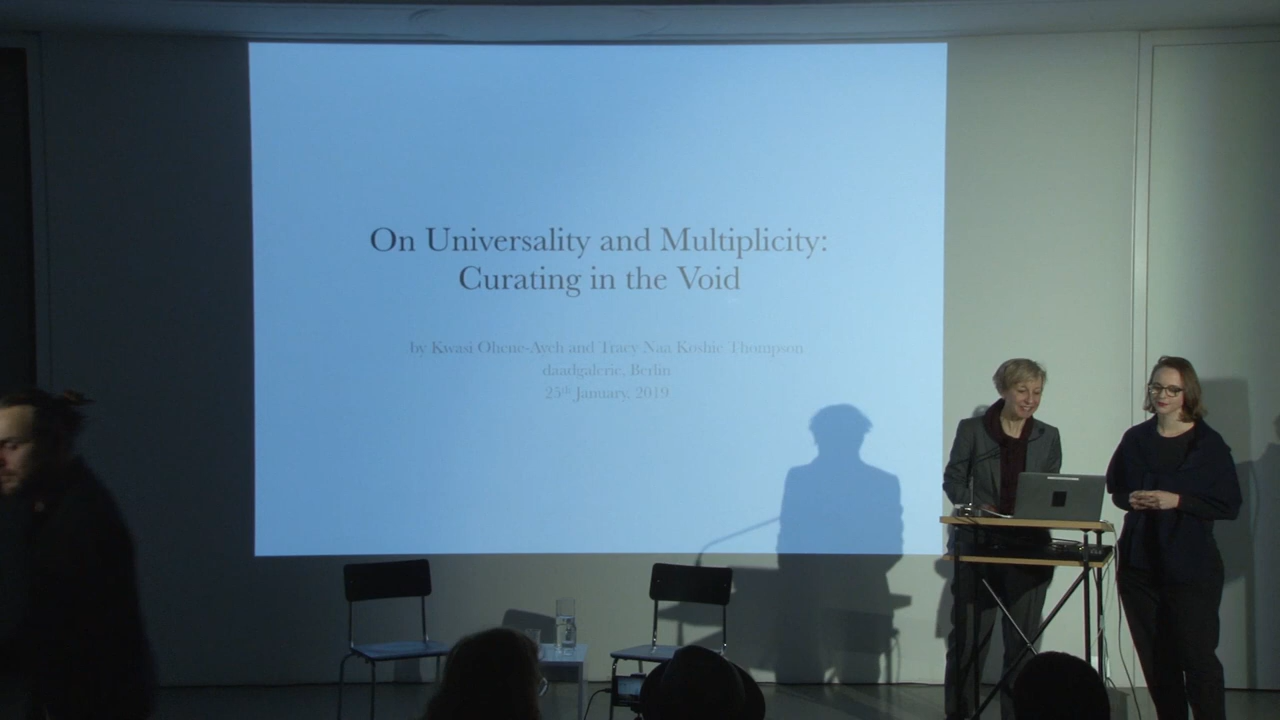 On Universality and Multiplicity:
Curating in the Void
by Kwasi Ohene-Ayeh and Tracy Naa Koshie Thompson
daadgalerie, Berlin
25th January, 2019